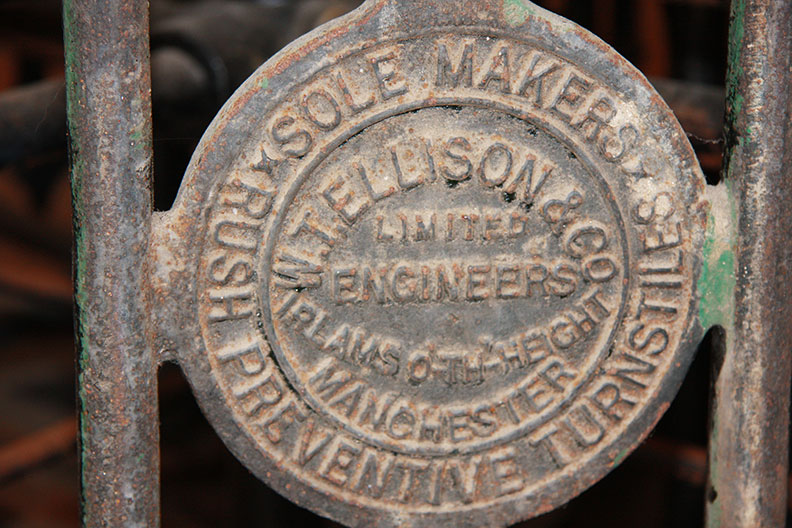 SOLE MAKERS
RUSH PREVENTIVE TURNSTILES
W.T. ELLISON & CO
LIMITED
ENGINEERS
IRLAMS O'-TH'-HEIGHT
MANCHESTER